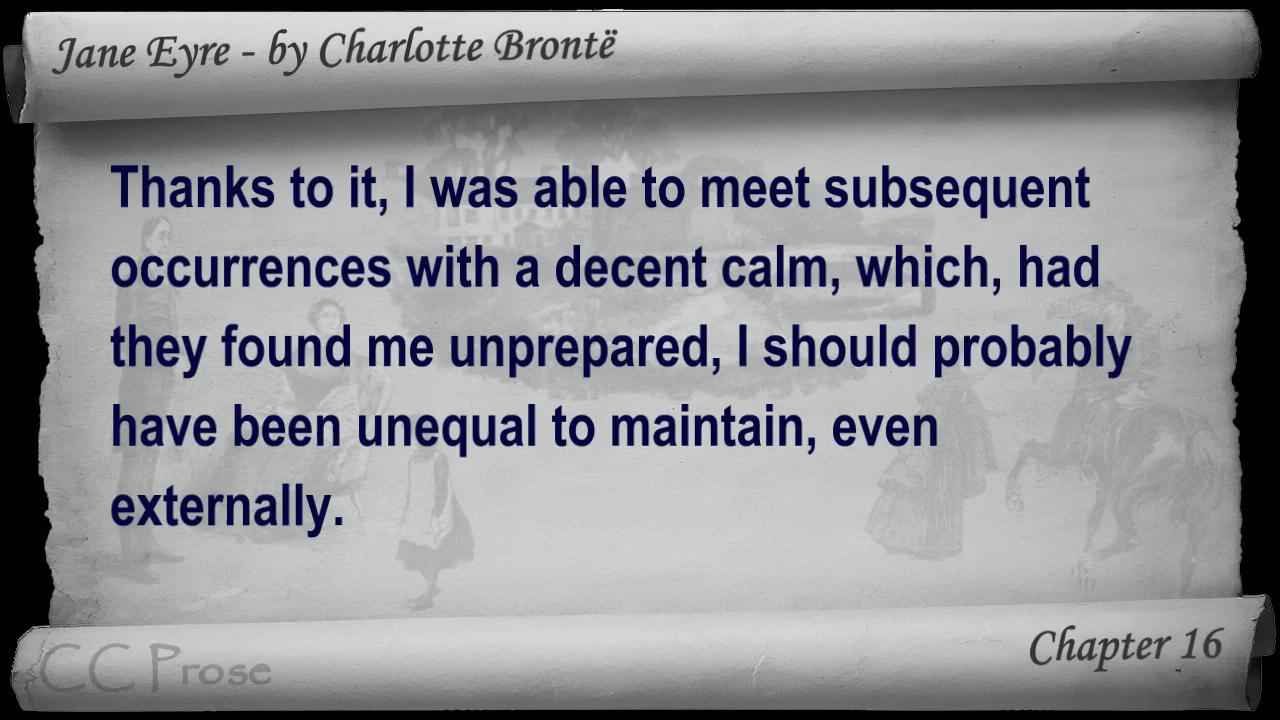 Jane Eyre - by Charlotte Brontë
Thanks to it, I was able to meet subsequent
occurrences with a decent calm, which, had
they found me unprepared, I should probably
have been unequal to maintain, even
externally.
Chapter 16
CC Prose